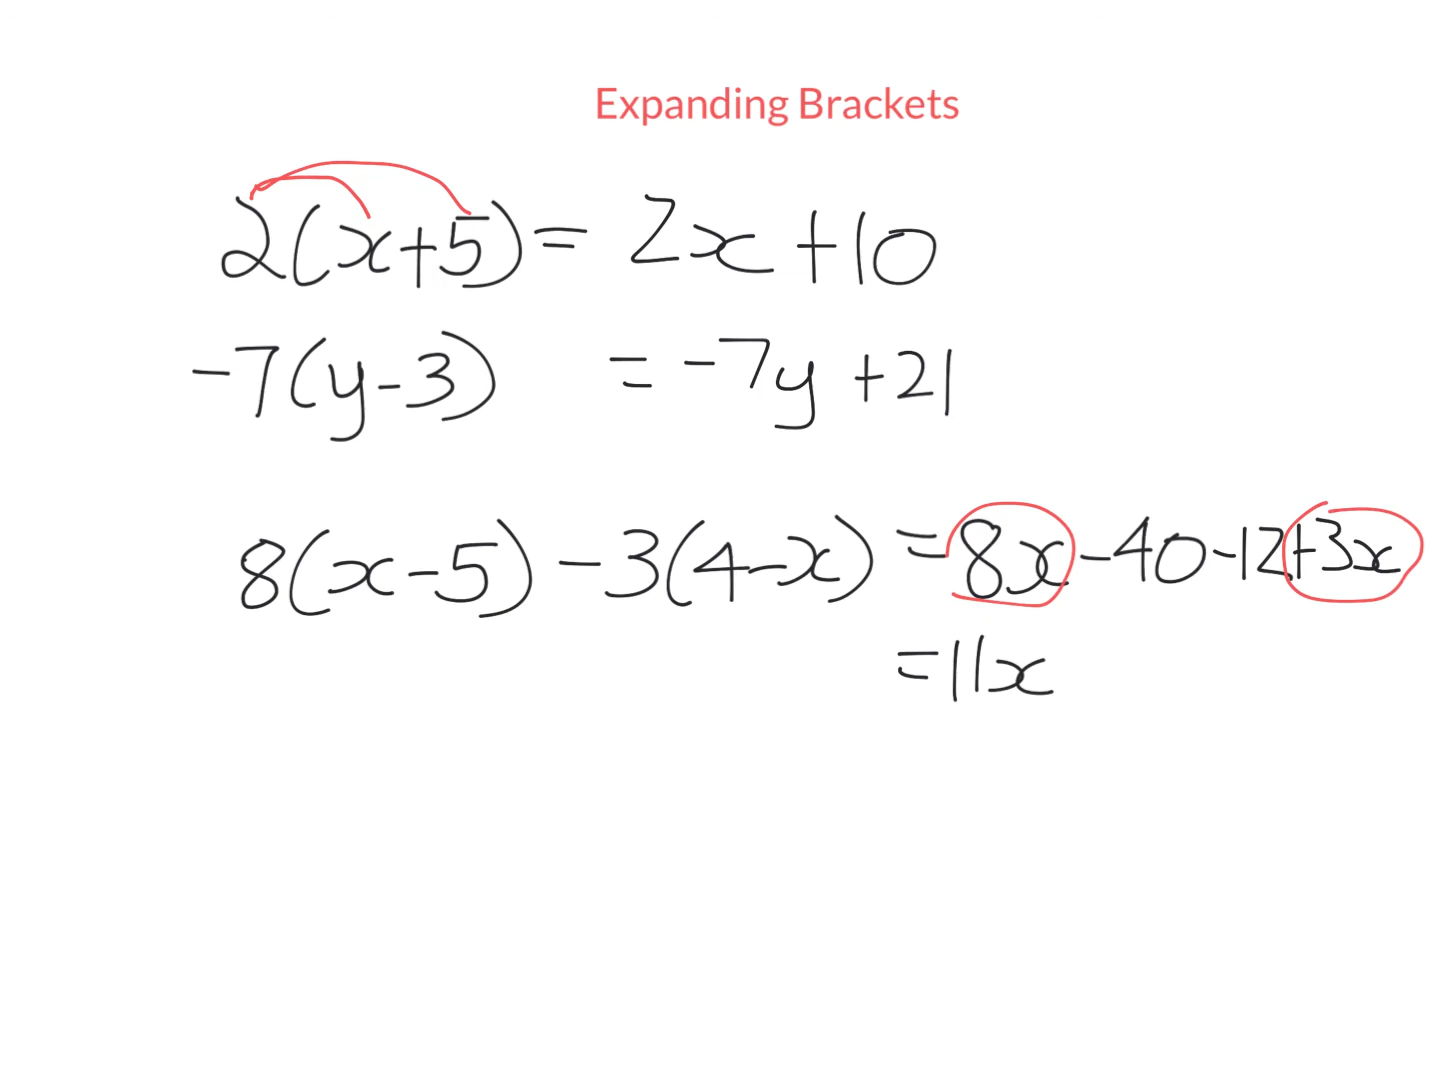 Expanding Brackets
2(x+5)= 2x +10
-7(y-3) = -7y +21
8(x-5) -3(4-x) =8x-40-12+3x
=11x